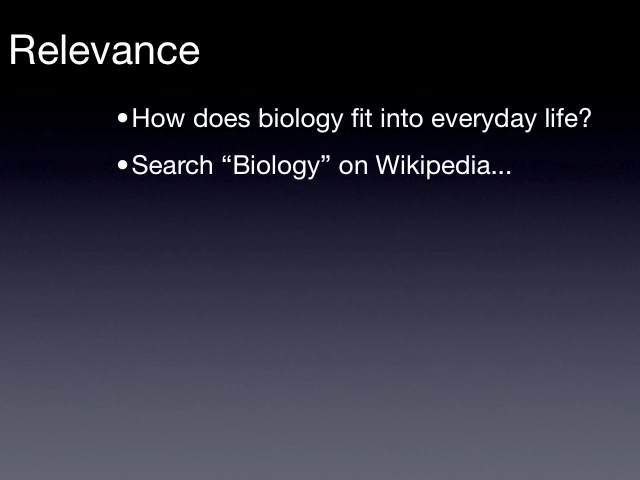 Relevance
•How does biology fit into everyday life?
•Search “Biology” on Wikipedia...